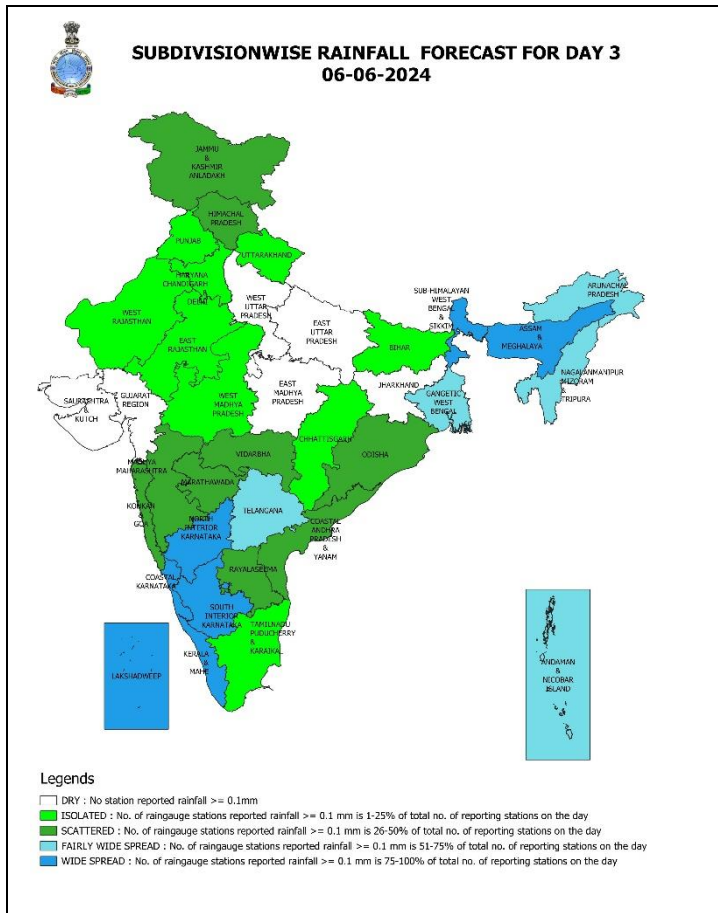 SUBDIVISIONWISE RAINFALL FORECAST FOR DAY 3
06-06-2024
JAMMU
&
KASHMIR
ANLADAKH
HIMACHAL
PRADESH
PUNJAB
UTTARAKHAND
HARYANA
CHANDIGARH
&
DELHI
WEST
UTTAR
PRADESH
WEST
RAJASTHAN
EAST
RAJASTHAN
EAST
UTTAR
PRADESH
SUB-HIMALAYAN
WEST
BENGAL
&
SIKKIM
ARUNACHAL
PRADESH
ASSAM
&
MEGHALAYA
BIHAR
NAGALANMANIPUR
MIZORAM
&
TRIPURA
SAURASHTRA
&
KUTCH
GUJARAT
REGION
WEST
MADHYA
PRADESH
EAST
MADHYA
PRADESH
JHARKHAND
GANGETIC
WEST
BENGAL
CHHATTISGARH
ODISHA
VIDARBHA
MADHYA
MAHARASHTRA
MARATHAWADA
KONKAN
&
GOA
TELANGANA
NORTH
INTERIOR
KARNATAKA
COASTAL
ANDHRA
PRADESH
&
YANAM
RAYALASEEMA
COASTAL
KARNATAKA
SOUTH
INTERIOR
KARNATAKA
TAMILNADU
PUDUCHERRY
&
KARAIKAL
KERALA
&
MAHE
LAKSHADWEEP
ANDAMAN
&
NICOBAR
ISLAND
Legends
DRY : No station reported rainfall >= 0.1mm
ISOLATED : No. of raingauge stations reported rainfall >= 0.1 mm is 1-25% of total no. of reporting stations on the day
SCATTERED : No. of raingauge stations reported rainfall >= 0.1 mm is 26-50% of total no. of reporting stations on the day
FAIRLY WIDE SPREAD : No. of raingauge stations reported rainfall >= 0.1 mm is 51-75% of total no. of reporting stations on the day
WIDE SPREAD : No. of raingauge stations reported rainfall >= 0.1 mm is 75-100% of total no. of reporting stations on the day